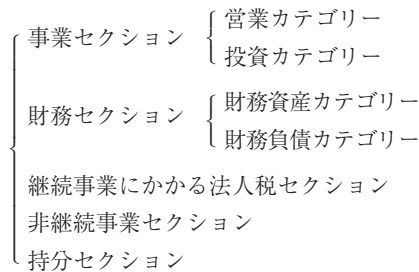 事業セクション
営業カテゴリー
投資カテゴリー
財務セクション
財務資産カテゴリー
財務負債カテゴリー
継続事業にかかる法人税セクション
非継続事業セクション
持分セクション